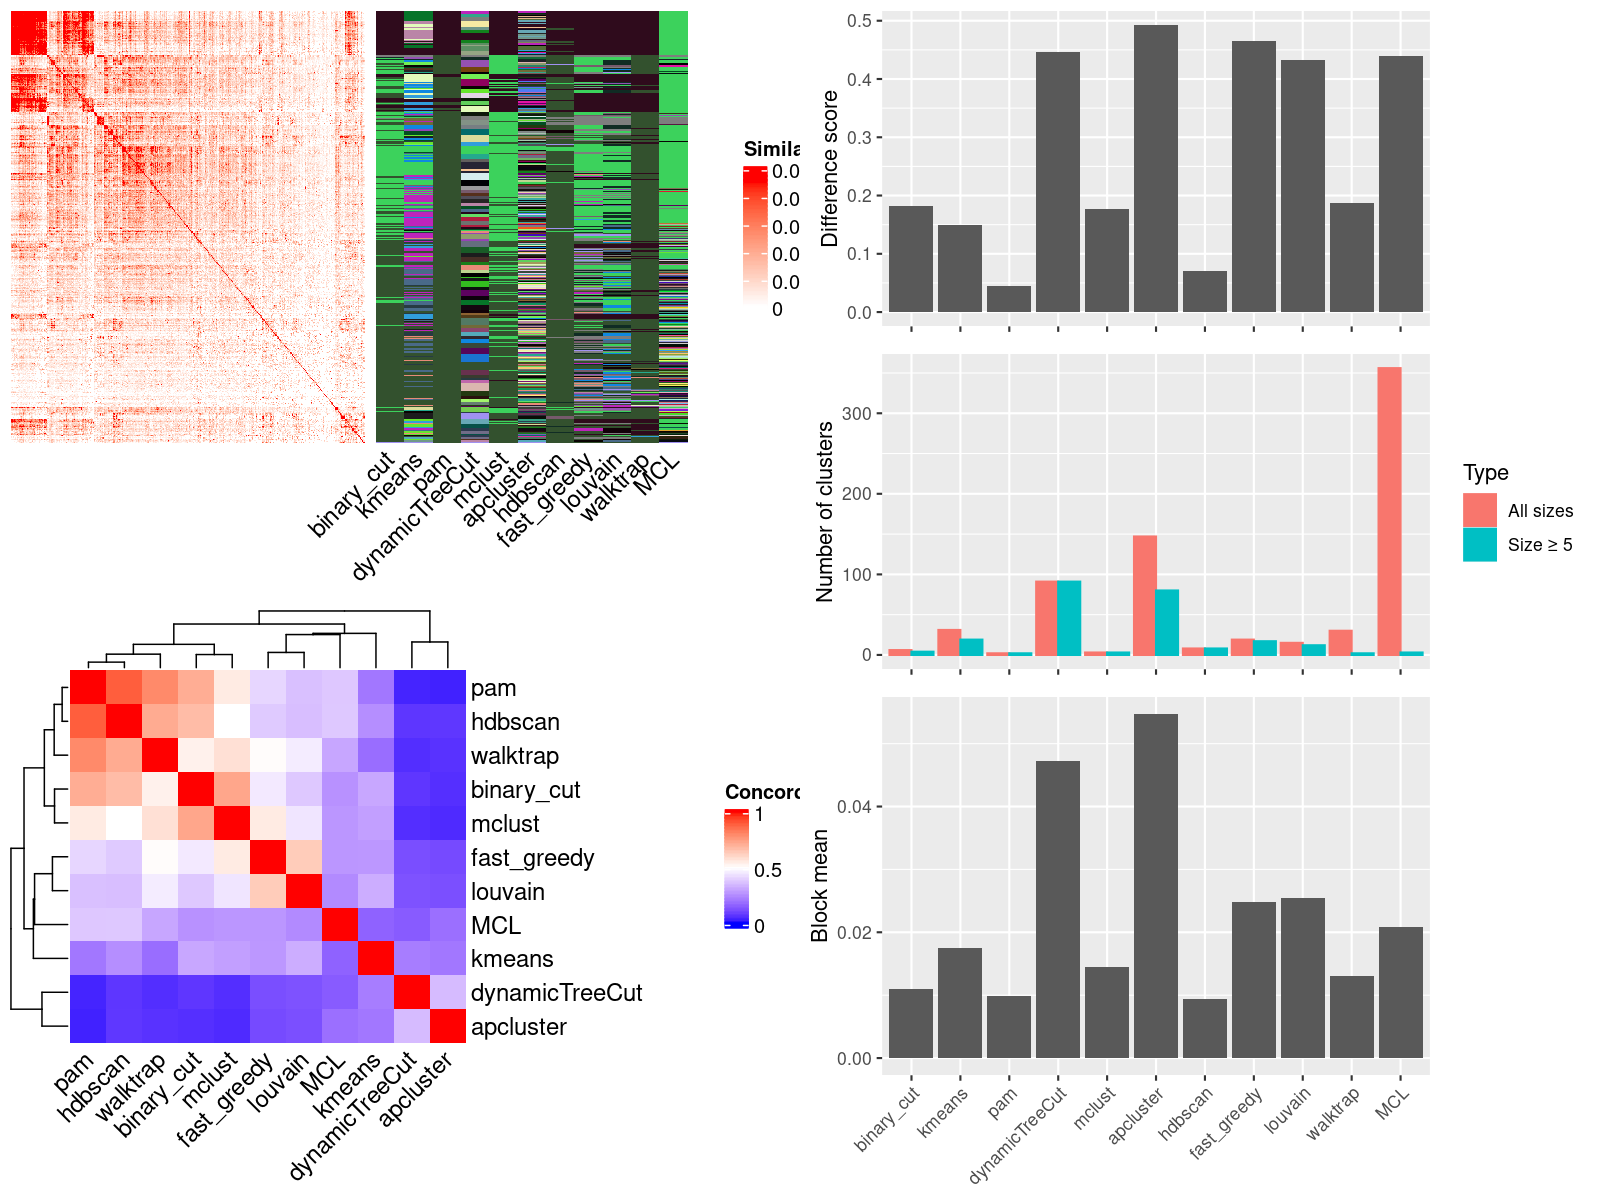 Simila
0.0
0.0
0.0
0.0
0
binary_cut
kmeans
pam
dynamicTreeCut
mclust
apcluster
hdbscan
fast_greedy
louvain
walktrap
MCL
Difference score
0.5
0.4
0.3
0.2
0.1
0.0
Number of clusters
300
200
100
0
Type
All sizes
Size ≥ 5
pam
hdbscan
walktrap
binary_cut
mclust
fast_greedy
louvain
MCL
kmeans
dynamicTreeCut
apcluster
pam
hdbscan
walktrap
binary_cut
mclust
fast_greedy
louvain
MCL
kmeans
dynamicTreeCut
apcluster
Concord
1
0.5
0
Block mean
0.04
0.02
0.00
binary_cut
kmeans
pam
dynamicTreeCut
mclust
apcluster
hdbscan
fast_greedy
louvain
walktrap
MCL